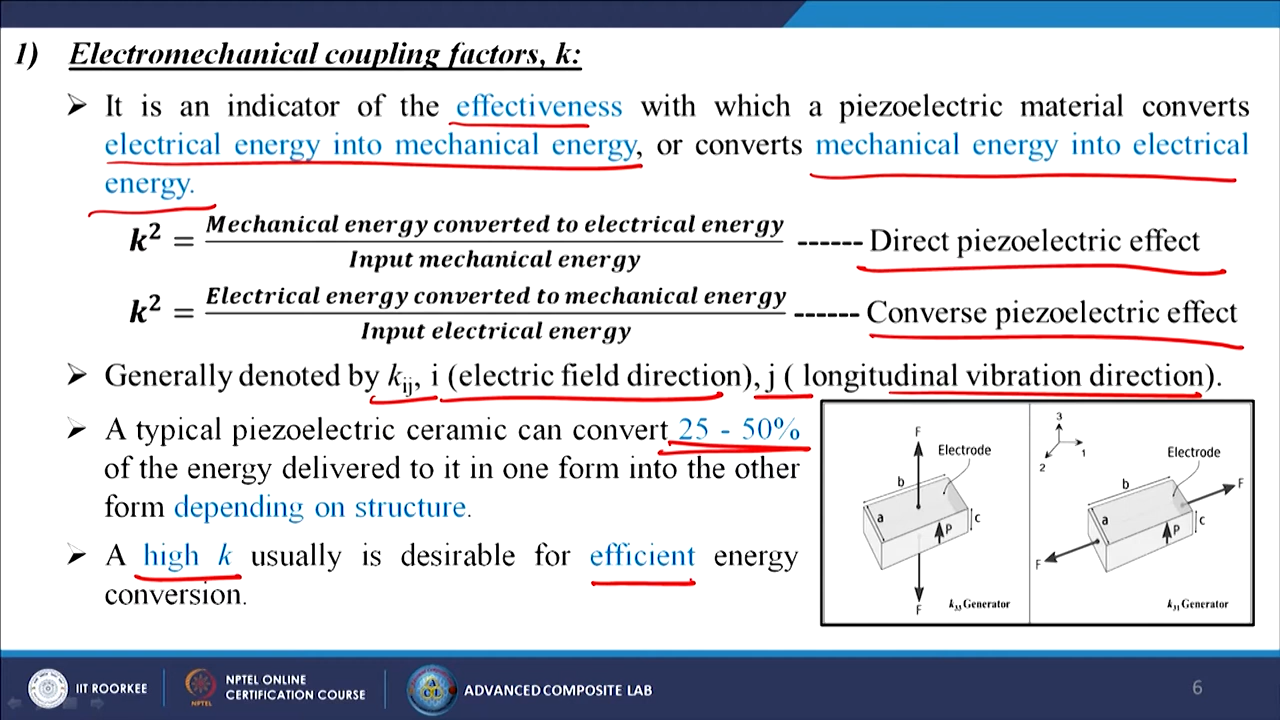 1) Electromechanical coupling factors, k:
➢ It is an indicator of the effectiveness with which a piezoelectric material converts
electrical energy into mechanical energy, or converts mechanical energy into electrical
energy.
k² = Mechanical energy converted to electrical energy / Input mechanical energy ------ Direct piezoelectric effect
k² = Electrical energy converted to mechanical energy / Input electrical energy ------ Converse piezoelectric effect
➢ Generally denoted by kij, i (electric field direction), j ( longitudinal vibration direction).
➢ A typical piezoelectric ceramic can convert 25 - 50%
of the energy delivered to it in one form into the other
form depending on structure.
➢ A high k usually is desirable for efficient energy
conversion.
F
Electrode
b
a
P
c
F
k33 Generator
3
1
2
Electrode
b
F
a
P
c
F
k31 Generator
IIT ROORKEE
NPTEL
NPTEL ONLINE
CERTIFICATION COURSE
ACL
ADVANCED COMPOSITE LAB
6